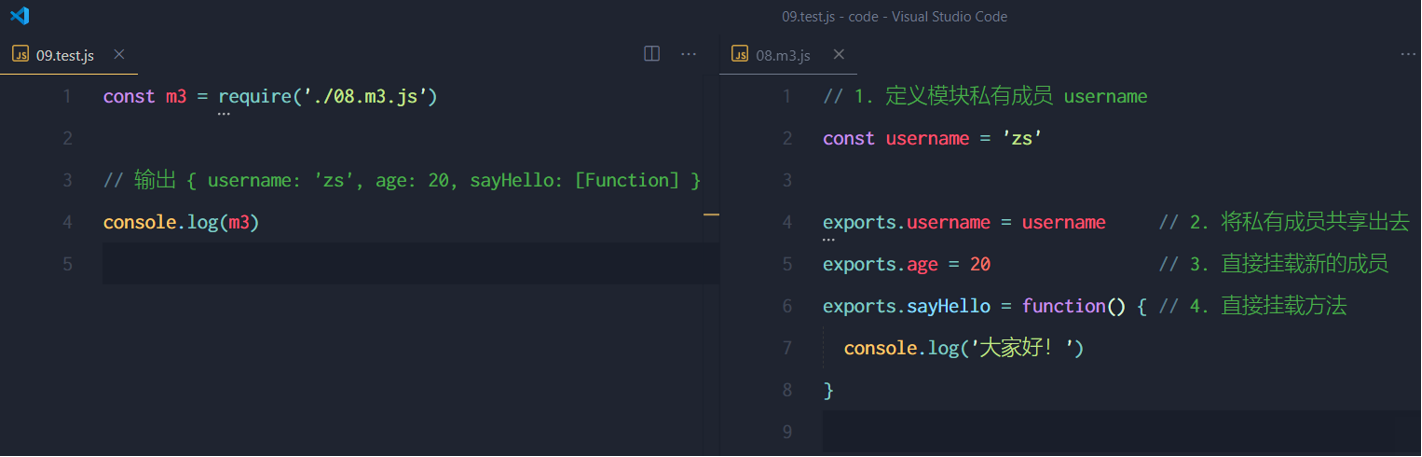 09.test.js - code - Visual Studio Code
JS 09.test.js ×
1 const m3 = require('./08.m3.js')
2
3 // 输出 { username: 'zs', age: 20, sayHello: [Function] }
4 console.log(m3)
5
JS 08.m3.js ×
1 // 1. 定义模块私有成员 username
2 const username = 'zs'
3
4 exports.username = username // 2. 将私有成员共享出去
5 exports.age = 20 // 3. 直接挂载新的成员
6 exports.sayHello = function() { // 4. 直接挂载方法
7 console.log('大家好！')
8 }
9